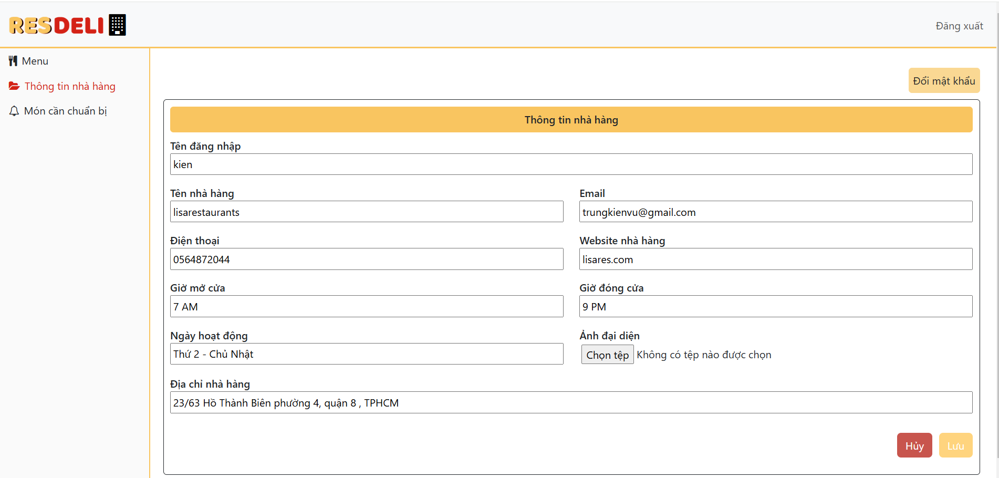 RESDELI
Đăng xuất
Menu
Thông tin nhà hàng
Món cần chuẩn bị
Đổi mật khẩu
Thông tin nhà hàng
Tên đăng nhập
kien
Tên nhà hàng
Email
lisarestaurants
trungkienvu@gmail.com
Điện thoại
Website nhà hàng
0564872044
lisares.com
Giờ mở cửa
Giờ đóng cửa
7 AM
9 PM
Ngày hoạt động
Ảnh đại diện
Thứ 2 - Chủ Nhật
Chọn tệp Không có tệp nào được chọn
Địa chỉ nhà hàng
23/63 Hồ Thành Biên phường 4, quận 8 , TPHCM
Hủy
Lưu